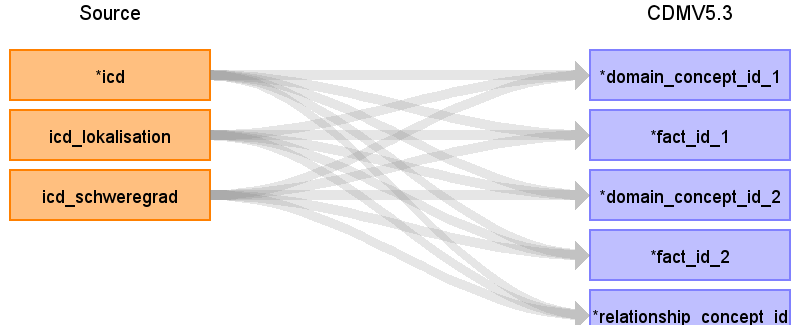 Source
CDMV5.3
*icd
*domain_concept_id_1
icd_lokalisation
*fact_id_1
icd_schweregrad
*domain_concept_id_2
*fact_id_2
*relationship_concept_id